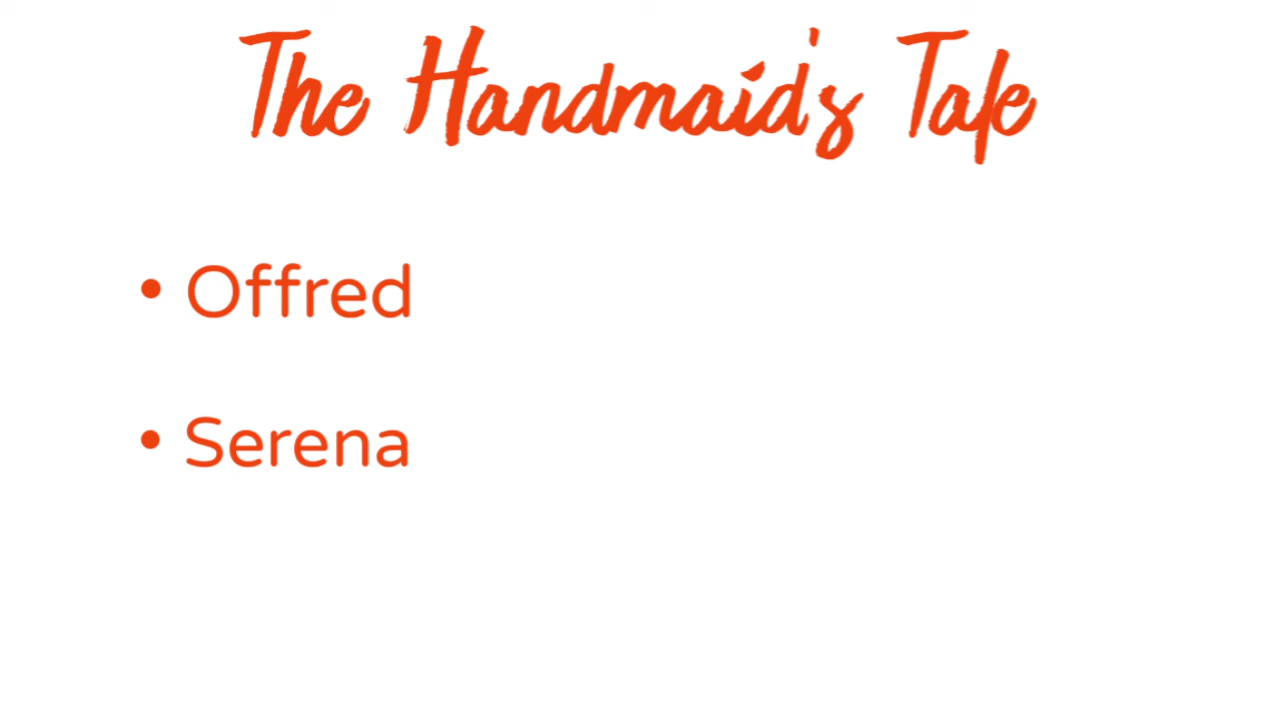 The Handmaid's Tale
• Offred
• Serena